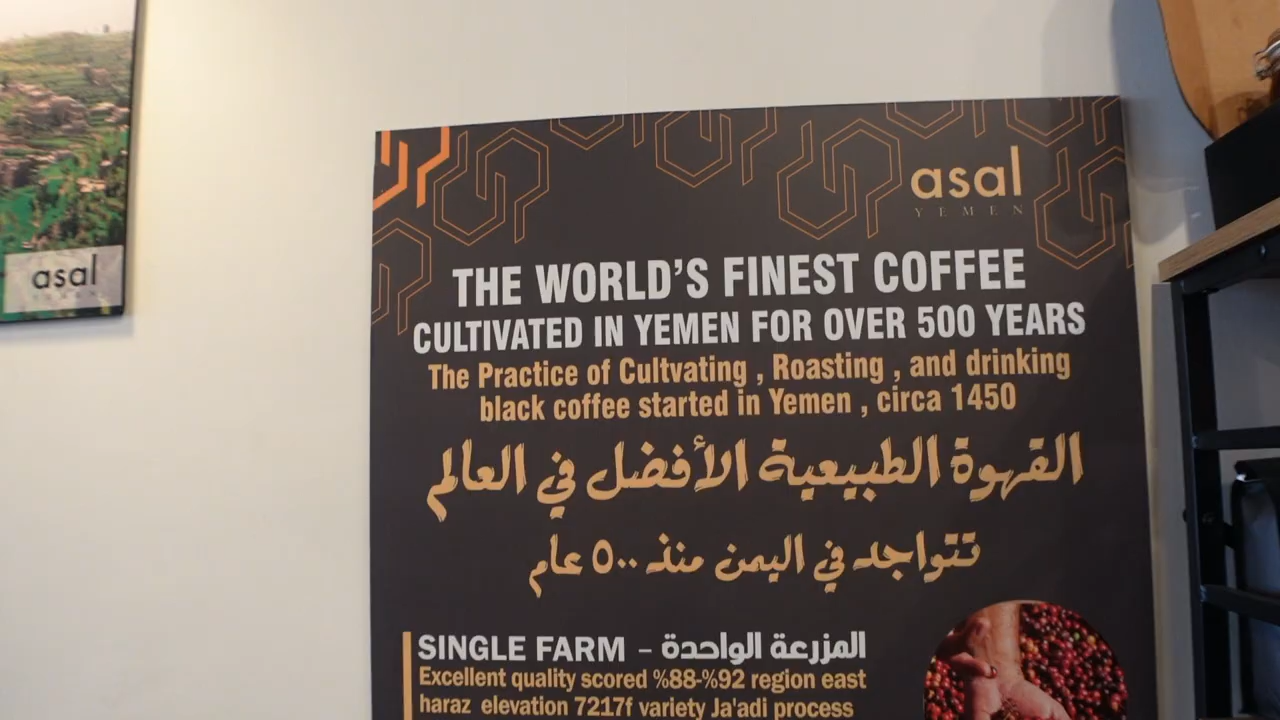 asal
YEMEN
asal
YEMEN
THE WORLD'S FINEST COFFEE
CULTIVATED IN YEMEN FOR OVER 500 YEARS
The Practice of Cultvating , Roasting , and drinking
black coffee started in Yemen , circa 1450
القهوة الطبيعية الأفضل في العالم
تتواجد في اليمن منذ ٥٠٠ عام
SINGLE FARM - المزرعة الواحدة
Excellent quality scored %88-%92 region east
haraz elevation 7217f variety Ja'adi process